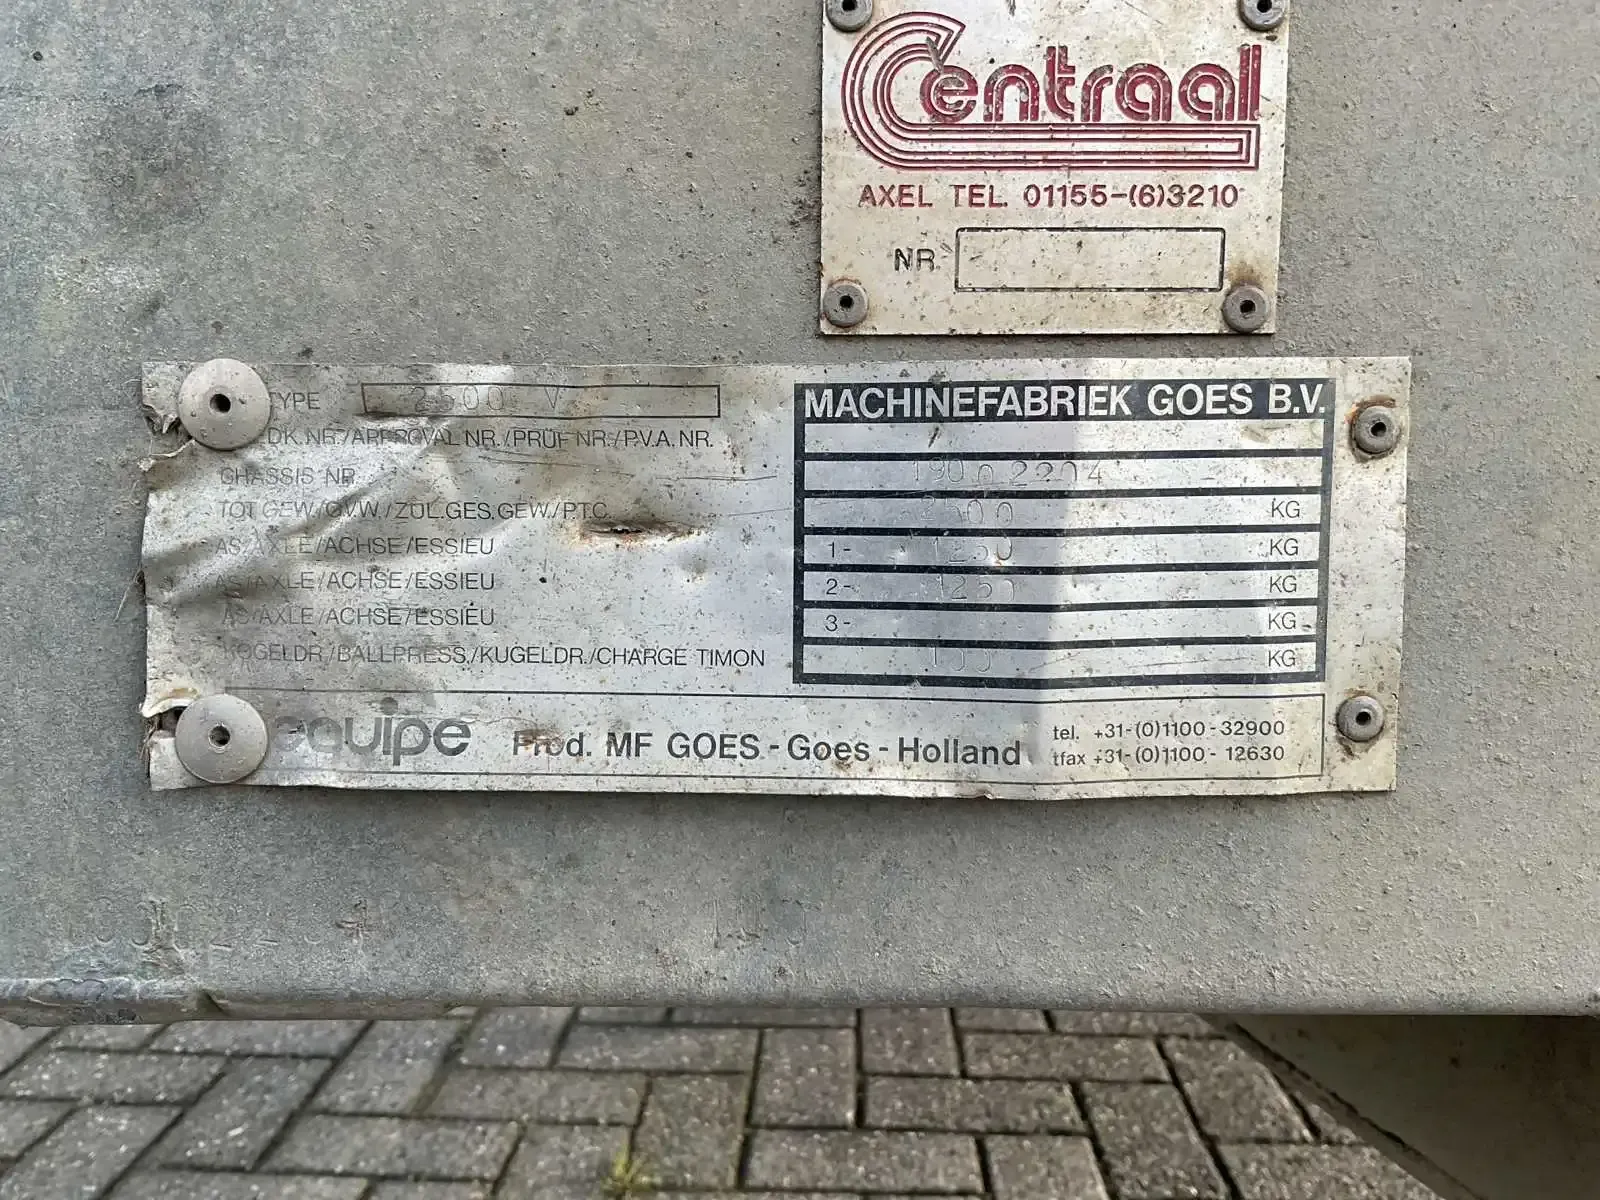 Centraal
AXEL TEL. 01155-(6)3210
NR.
TYPE 2500 V
MACHINEFABRIEK GOES B.V.
NR./APPROVAL NR./PRÜF NR./P.V.A. NR.
CHASSIS NR 19002204
TOT GEW./GVW./ZUL.GES.GEW./PTC. 2500 KG
AS/AXLE/ACHSE/ESSIEU 1- 1250 KG
AS/AXLE/ACHSE/ESSIEU 2- 1250 KG
AS/AXLE/ACHSE/ESSIEU 3- KG
KOGELDR./BALLPRESS./KUGELDR./CHARGE TIMON KG
equipe Prod. MF GOES - Goes - Holland
tel. +31-(0)1100-32900
tfax +31-(0)1100-12630